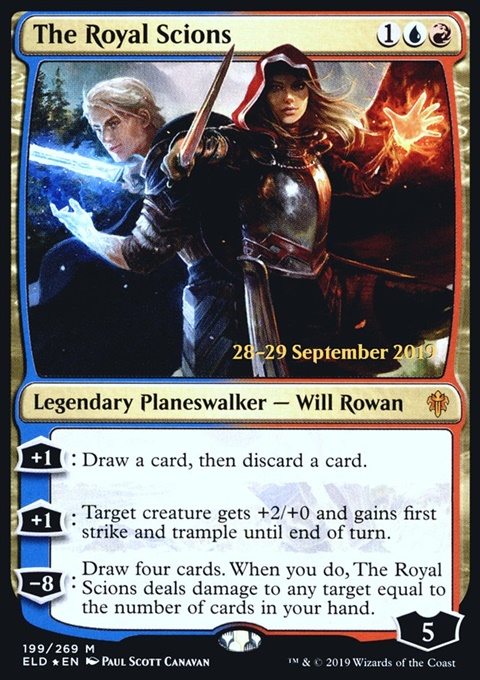 The Royal Scions 1
28–29 September 2019
Legendary Planeswalker — Will Rowan
+1 : Draw a card, then discard a card.
+1 : Target creature gets +2/+0 and gains first
strike and trample until end of turn.
−8 : Draw four cards. When you do, The Royal
Scions deals damage to any target equal to
the number of cards in your hand.
5
199/269 M
ELD ★ EN Paul Scott Canavan
™ & © 2019 Wizards of the Coast